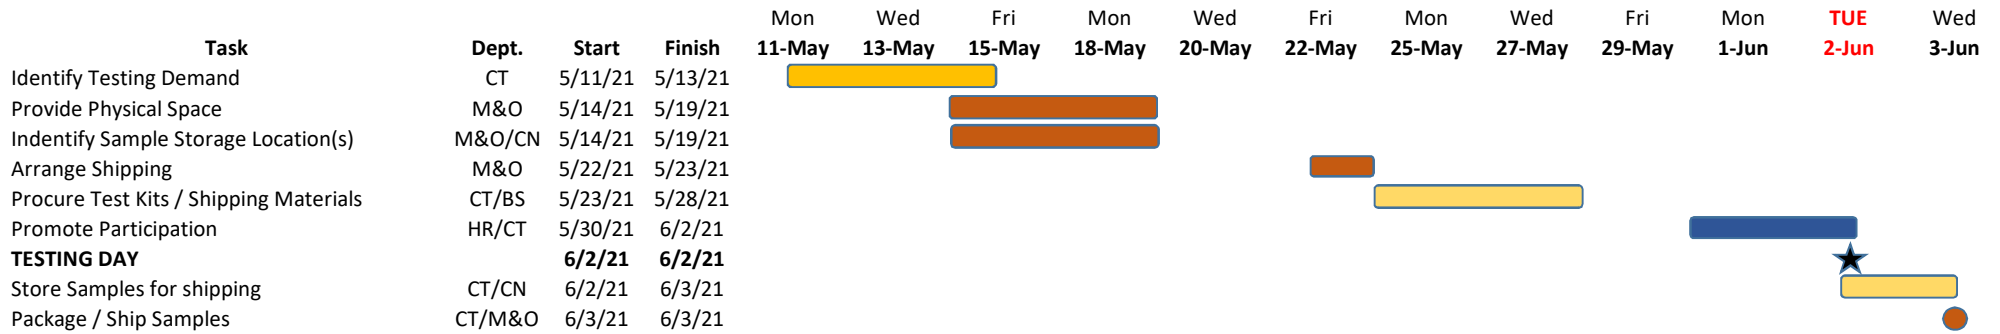 Mon Wed Fri Mon Wed Fri Mon Wed Fri Mon TUE Wed
Task Dept. Start Finish 11-May 13-May 15-May 18-May 20-May 22-May 25-May 27-May 29-May 1-Jun 2-Jun 3-Jun
Identify Testing Demand CT 5/11/21 5/13/21
Provide Physical Space M&O 5/14/21 5/19/21
Indentify Sample Storage Location(s) M&O/CN 5/14/21 5/19/21
Arrange Shipping M&O 5/22/21 5/23/21
Procure Test Kits / Shipping Materials CT/BS 5/23/21 5/28/21
Promote Participation HR/CT 5/30/21 6/2/21
TESTING DAY 6/2/21 6/2/21
Store Samples for shipping CT/CN 6/2/21 6/3/21
Package / Ship Samples CT/M&O 6/3/21 6/3/21